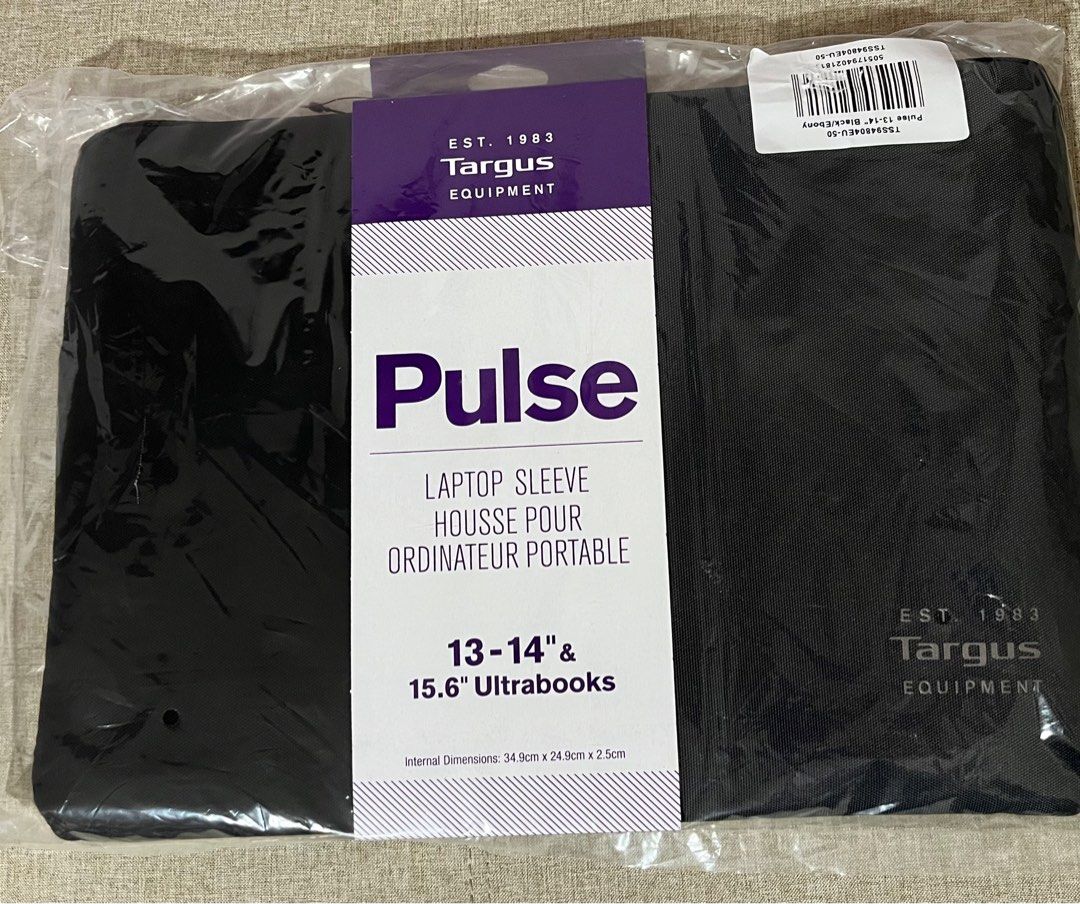 EST. 1983
Targus
EQUIPMENT
Pulse
LAPTOP SLEEVE
HOUSSE POUR
ORDINATEUR PORTABLE
13-14" &
15.6" Ultrabooks
Internal Dimensions: 34.9cm x 24.9cm x 2.5cm
TSS94804EU-50
Pulse 13-14" Black/Ebony
TSS94804EU-50
EST. 1983
Targus
EQUIPMENT